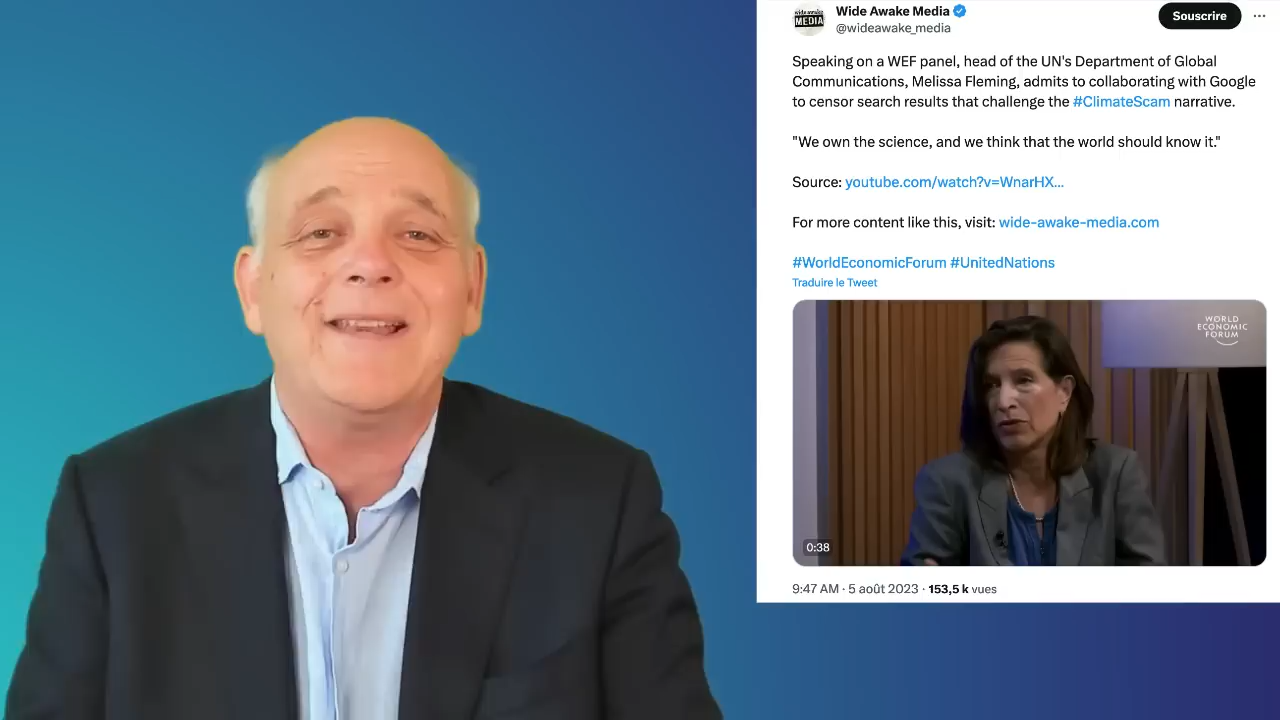 wide awake
MEDIA
Wide Awake Media
@wideawake_media
Souscrire
Speaking on a WEF panel, head of the UN's Department of Global
Communications, Melissa Fleming, admits to collaborating with Google
to censor search results that challenge the #ClimateScam narrative.
"We own the science, and we think that the world should know it."
Source: youtube.com/watch?v=WnarHX...
For more content like this, visit: wide-awake-media.com
#WorldEconomicForum #UnitedNations
Traduire le Tweet
WORLD
ECONOMIC
FORUM
0:38
9:47 AM · 5 août 2023 · 153,5 k vues